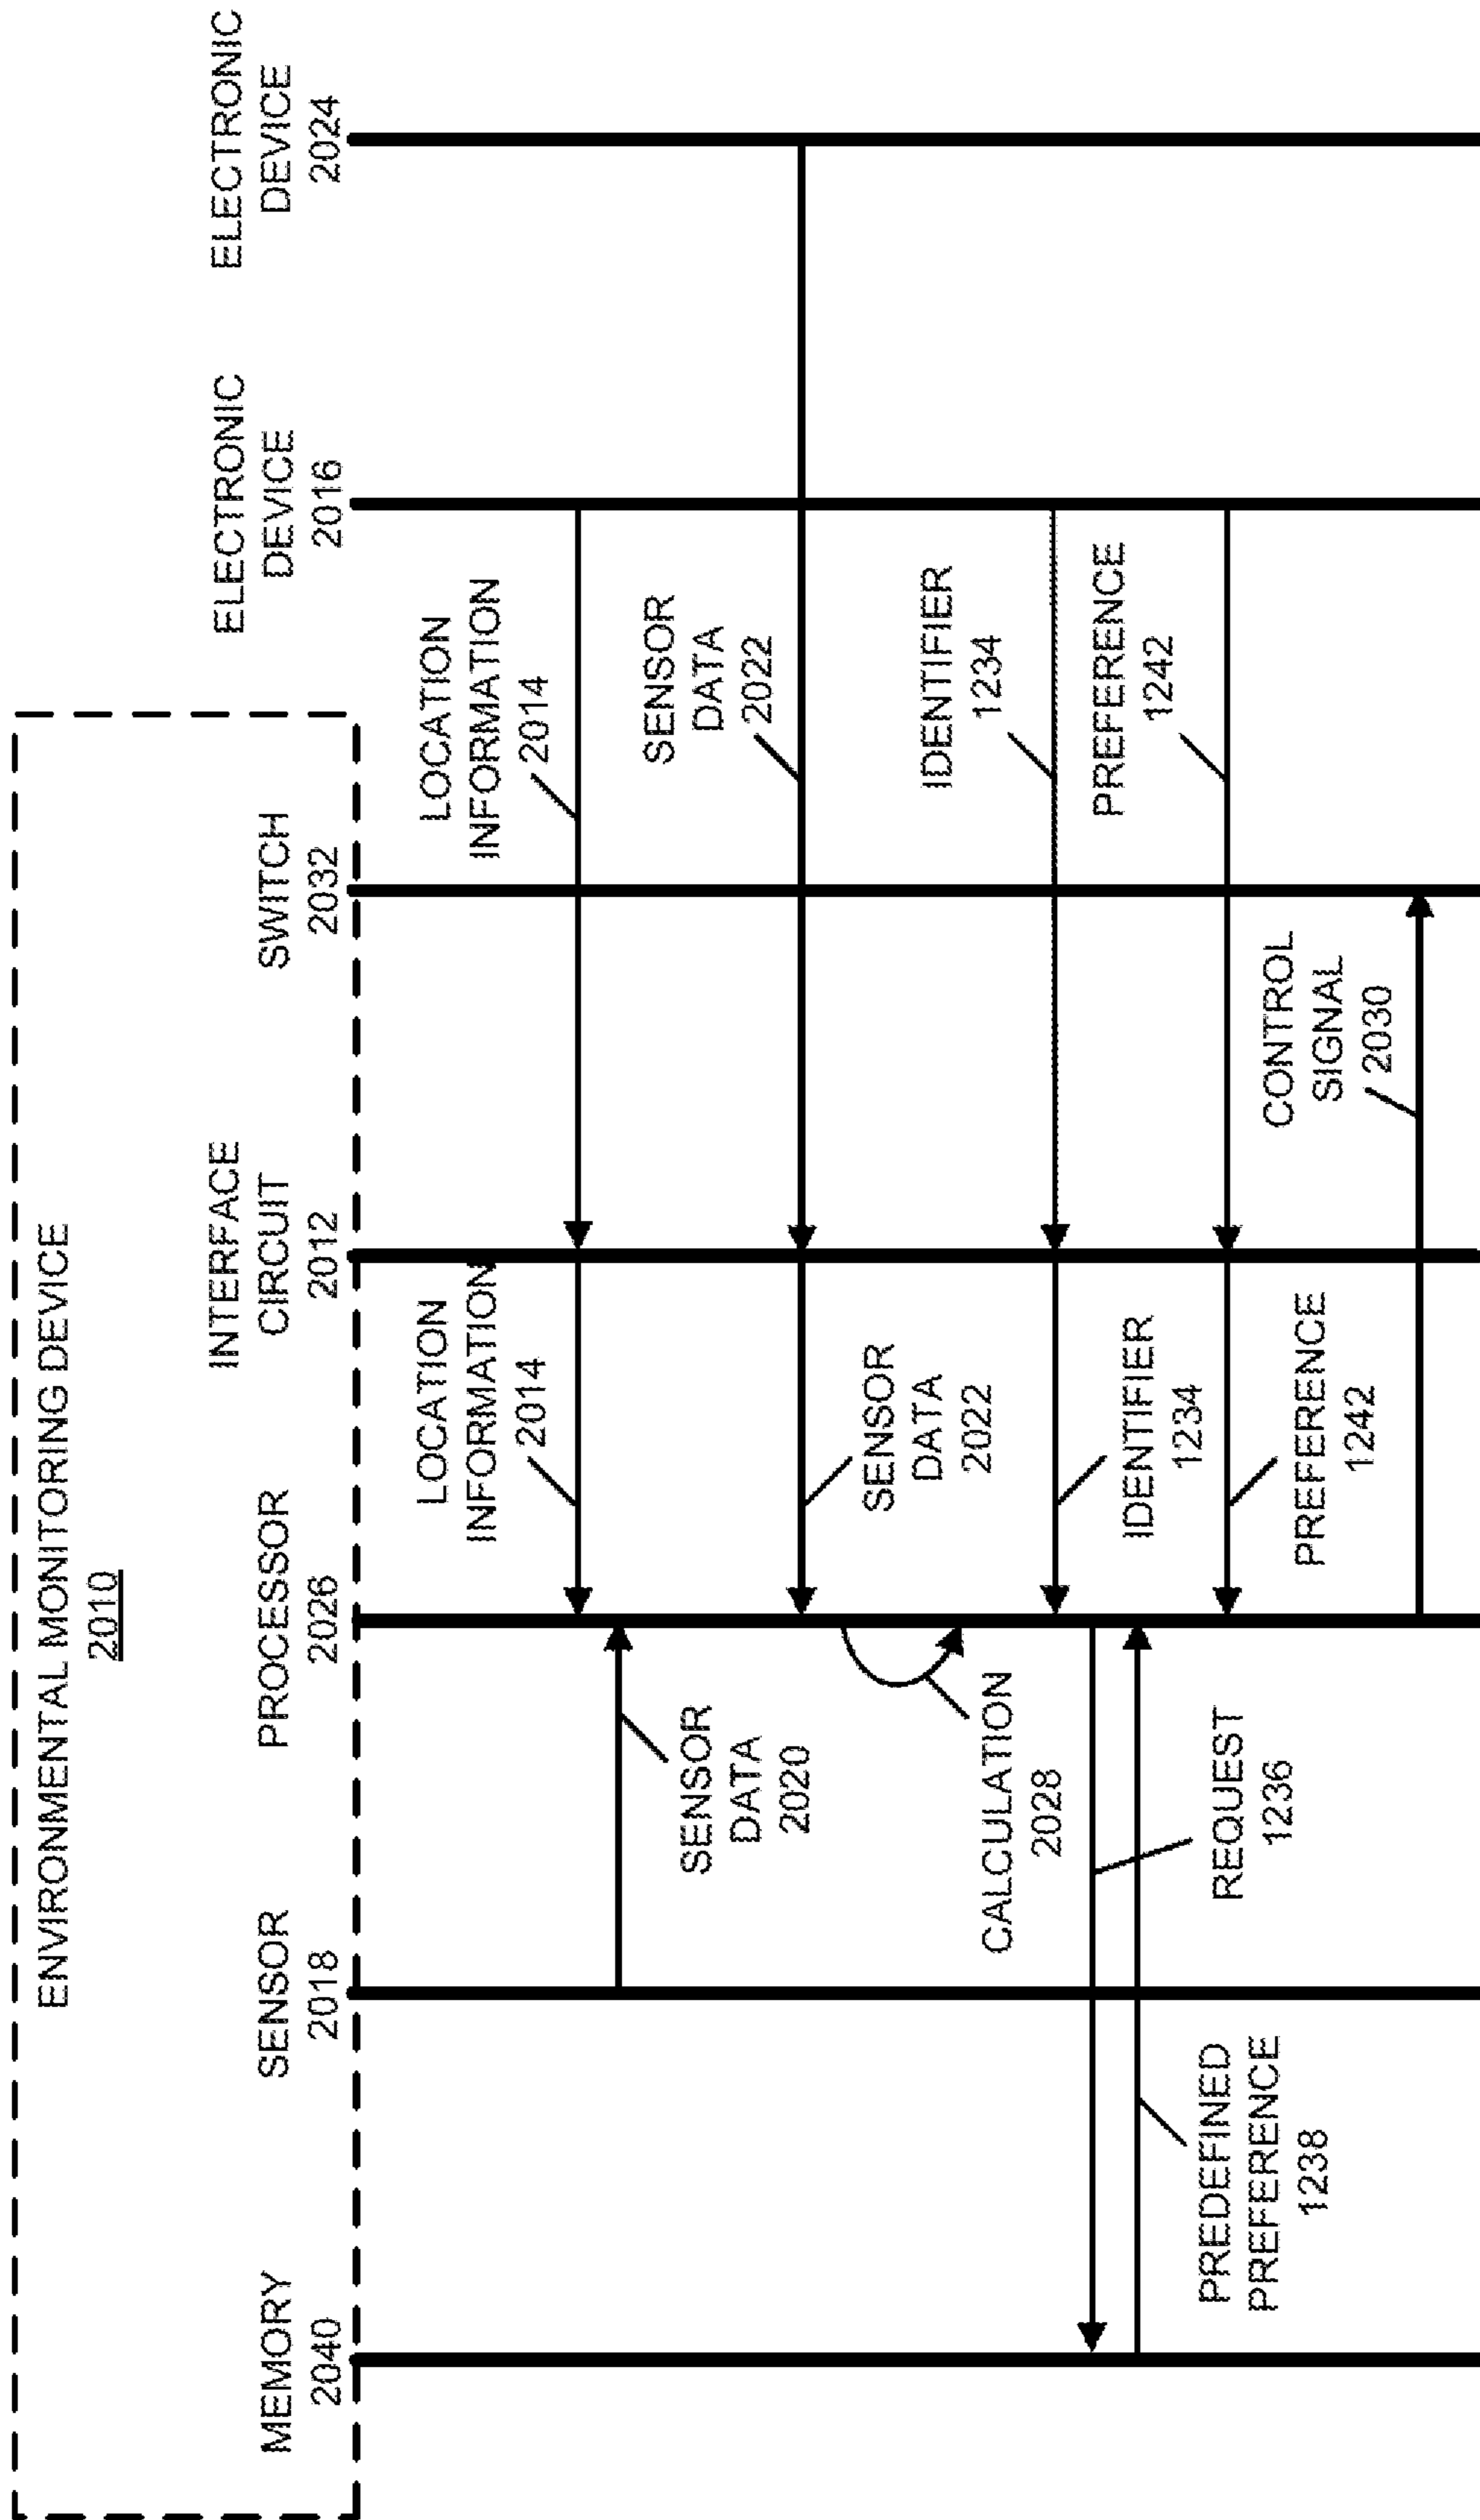 ENVIRONMENTAL MONITORING DEVICE
2010
MEMORY
2040
SENSOR
2018
PROCESSOR
2026
INTERFACE
CIRCUIT
2012
SWITCH
2032
ELECTRONIC
DEVICE
2016
ELECTRONIC
DEVICE
2024
LOCATION
INFORMATION
2014
LOCATION
INFORMATION
2014
SENSOR
DATA
2020
SENSOR
DATA
2022
SENSOR
DATA
2022
CALCULATION
2028
IDENTIFIER
1234
IDENTIFIER
1234
REQUEST
1236
PREDEFINED
PREFERENCE
1238
PREFERENCE
1242
PREFERENCE
1242
CONTROL
SIGNAL
2030